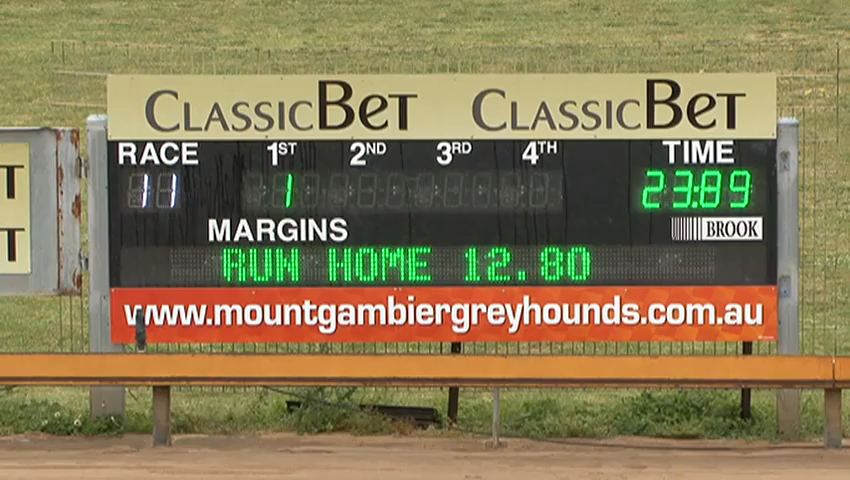 CLASSICBET CLASSICBET
RACE 1ST 2ND 3RD 4TH TIME
11 1 23:89
MARGINS BROOK
RUN HOME 12.80
www.mountgambiergreyhounds.com.au
T
T